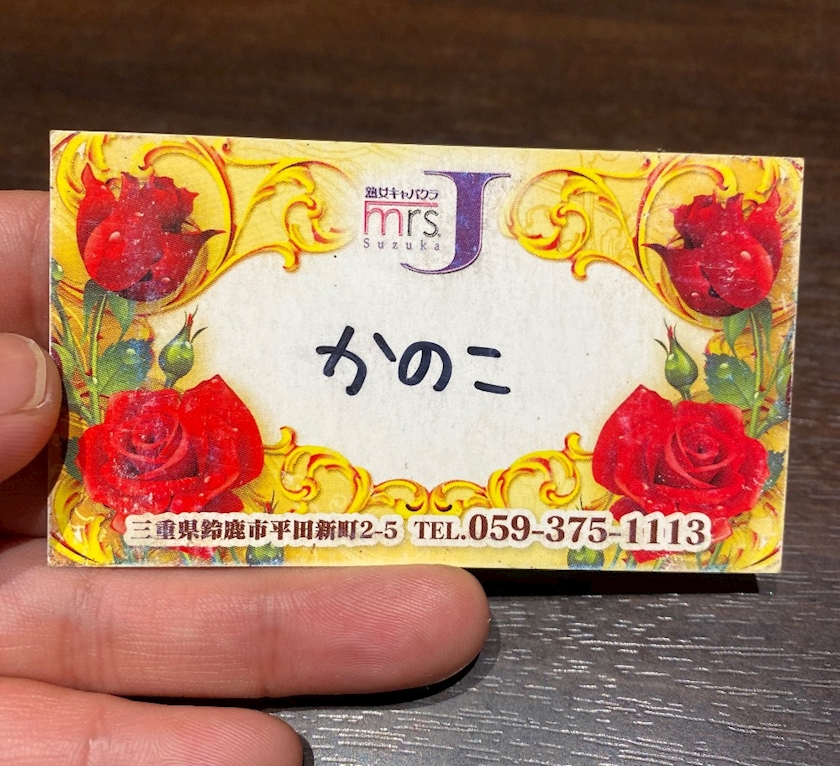 熟女キャバクラ
mrs. J
Suzuka
かのこ
三重県鈴鹿市平田新町2-5 TEL.059-375-1113